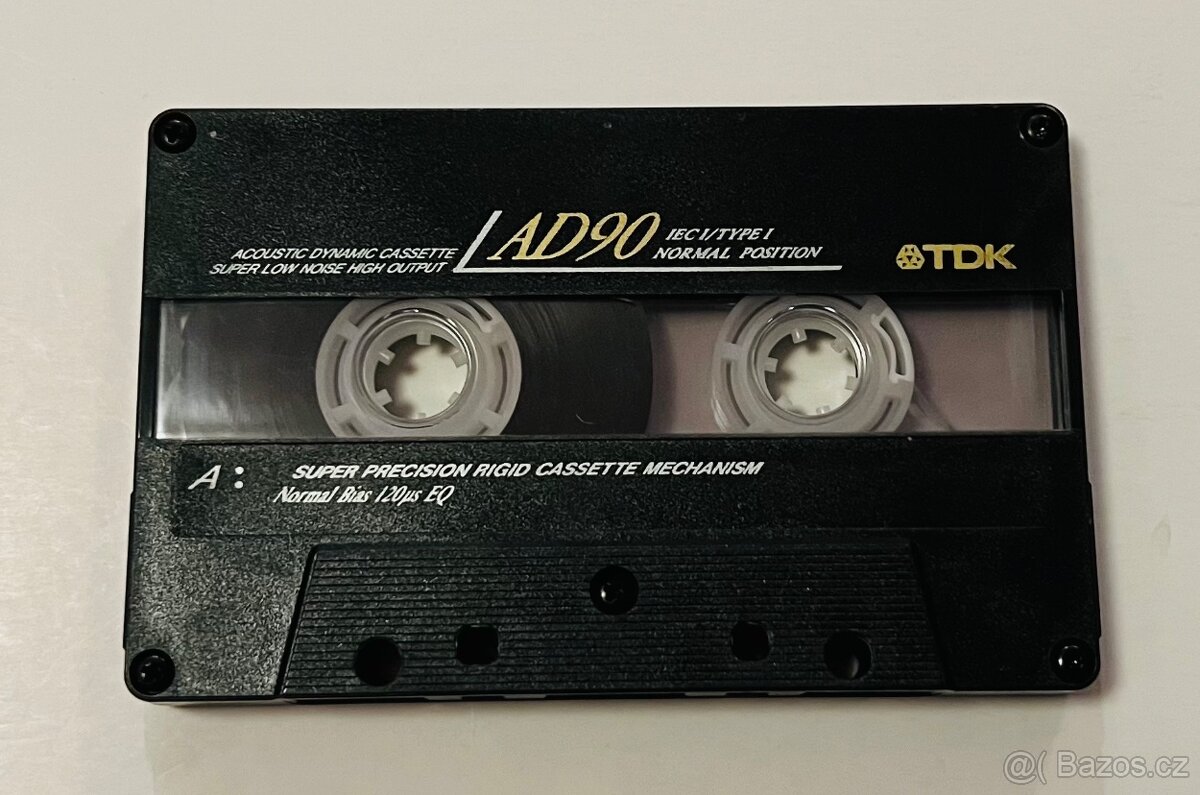 AD90
IEC I/TYPE I
NORMAL POSITION
ACOUSTIC DYNAMIC CASSETTE
SUPER LOW NOISE HIGH OUTPUT
TDK
A:
SUPER PRECISION RIGID CASSETTE MECHANISM
Normal Bias 120μs EQ
@( Bazos.cz